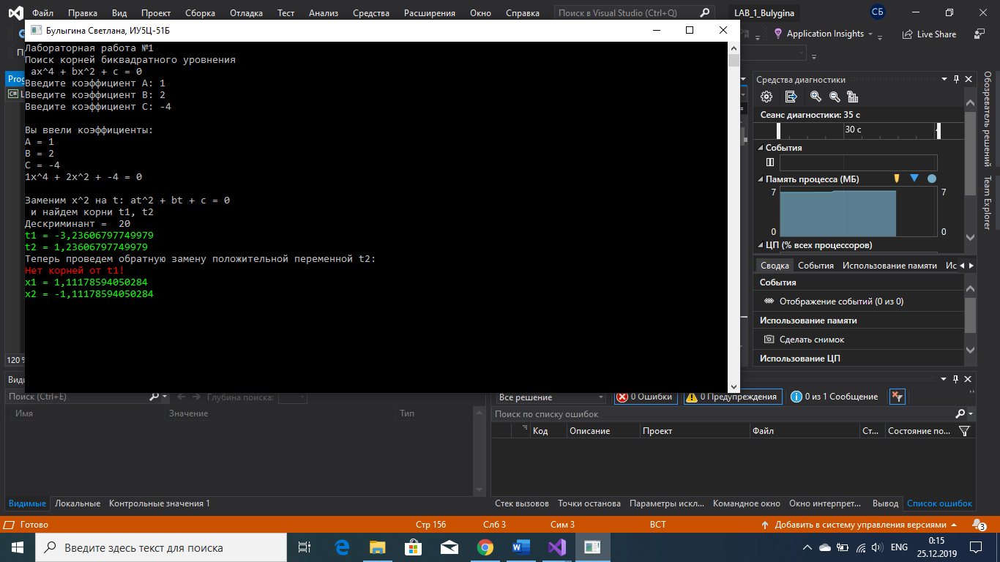 Файл Правка Вид Проект Сборка Отладка Тест Анализ Средства Расширения Окно Справка Поиск в Visual Studio (Ctrl+Q) LAB_1_Bulygina СБ
Application Insights Live Share
Булыгина Светлана, ИУ5Ц-51Б
Лабораторная работа №1
Поиск корней биквадратного уровнения
ax^4 + bx^2 + c = 0
Введите коэффициент A: 1
Введите коэффициент B: 2
Введите коэффициент C: -4
Вы ввели коэффициенты:
A = 1
B = 2
C = -4
1x^4 + 2x^2 + -4 = 0
Заменим x^2 на t: at^2 + bt + c = 0
и найдем корни t1, t2
Дескриминант =  20
t1 = -3,23606797749979
t2 = 1,23606797749979
Теперь проведем обратную замену положительной переменной t2:
Нет корней от t1!
x1 = 1,11178594050284
x2 = -1,11178594050284
Prog
C#
120 %
Средства диагностики
Сеанс диагностики: 35 с
30 с
События
Память процесса (МБ)
7 7
0 0
ЦП (% всех процессоров)
Сводка События Использование памяти Ис
События
Отображение событий (0 из 0)
Использование памяти
Сделать снимок
Использование ЦП
Обозреватель решений
Team Explorer
Види
Поиск (Ctrl+E) Глубина поиска:
Имя Значение Тип
Видимые Локальные Контрольные значения 1
Все решение 0 Ошибки 0 Предупреждения 0 из 1 Сообщение
Поиск по списку ошибок
Код Описание Проект Файл Ст... Состояние по...
Стек вызовов Точки останова Параметры искл... Командное окно Окно интерпрет... Вывод Список ошибок
Готово Стр 156 Слб 3 Сим 3 ВСТ Добавить в систему управления версиями 3
Введите здесь текст для поиска
ENG
0:15
25.12.2019